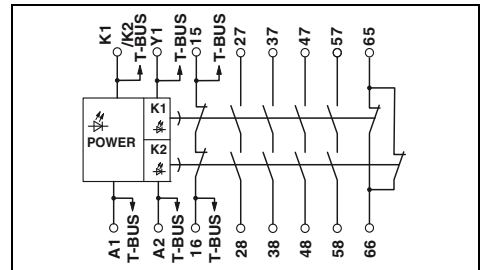 K1
/K2
T-BUS
Y1
T-BUS
15
T-BUS
27
37
47
57
65
K1
POWER
K2
A1
T-BUS
A2
T-BUS
16
T-BUS
28
38
48
58
66